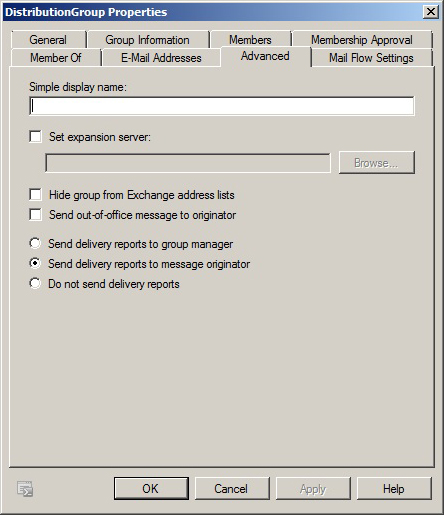 DistributionGroup Properties
General Group Information Members Membership Approval
Member Of E-Mail Addresses Advanced Mail Flow Settings
Simple display name:
Set expansion server:
Browse...
Hide group from Exchange address lists
Send out-of-office message to originator
Send delivery reports to group manager
Send delivery reports to message originator
Do not send delivery reports
OK Cancel Apply Help